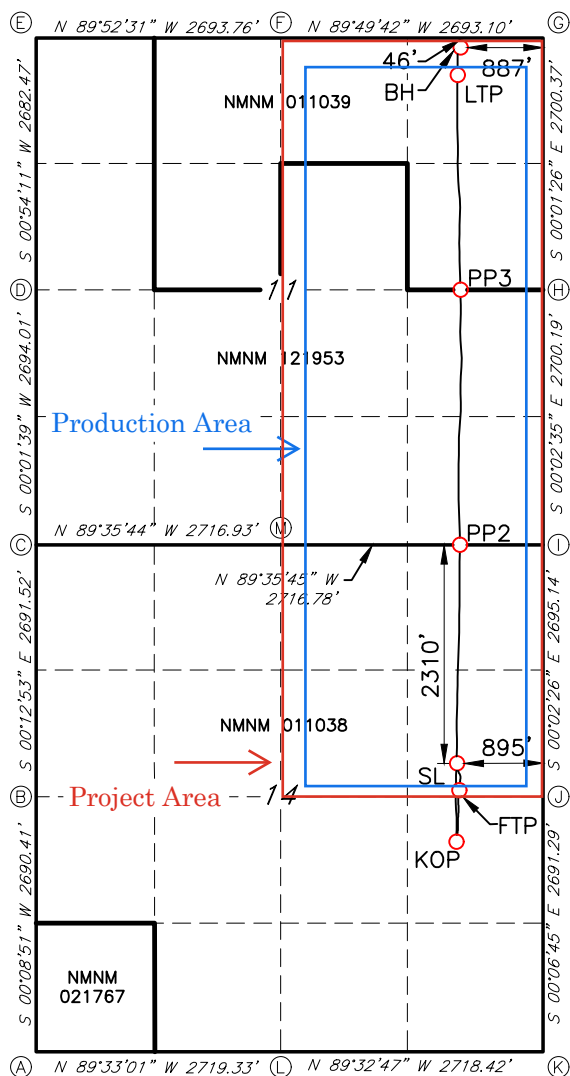 E
N 89°52'31" W 2693.76'
F
N 89°49'42" W 2693.10'
G
46'
887'
BH
LTP
NMNM 011039
S 00°54'11" W 2682.47'
S 00°01'26" E 2700.37'
D
11
PP3
H
NMNM 121953
S 00°01'39" W 2694.01'
S 00°02'35" E 2700.19'
Production Area
N 89°35'44" W 2716.93'
M
C
PP2
I
N 89°35'45" W
2716.78'
2310'
S 00°12'53" E 2691.52'
S 00°02'26" E 2695.14'
NMNM 011038
895'
SL
Project Area
B
14
J
FTP
KOP
S 00°08'51" W 2690.41'
S 00°06'45" E 2691.29'
NMNM
021767
A
N 89°33'01" W 2719.33'
L
N 89°32'47" W 2718.42'
K